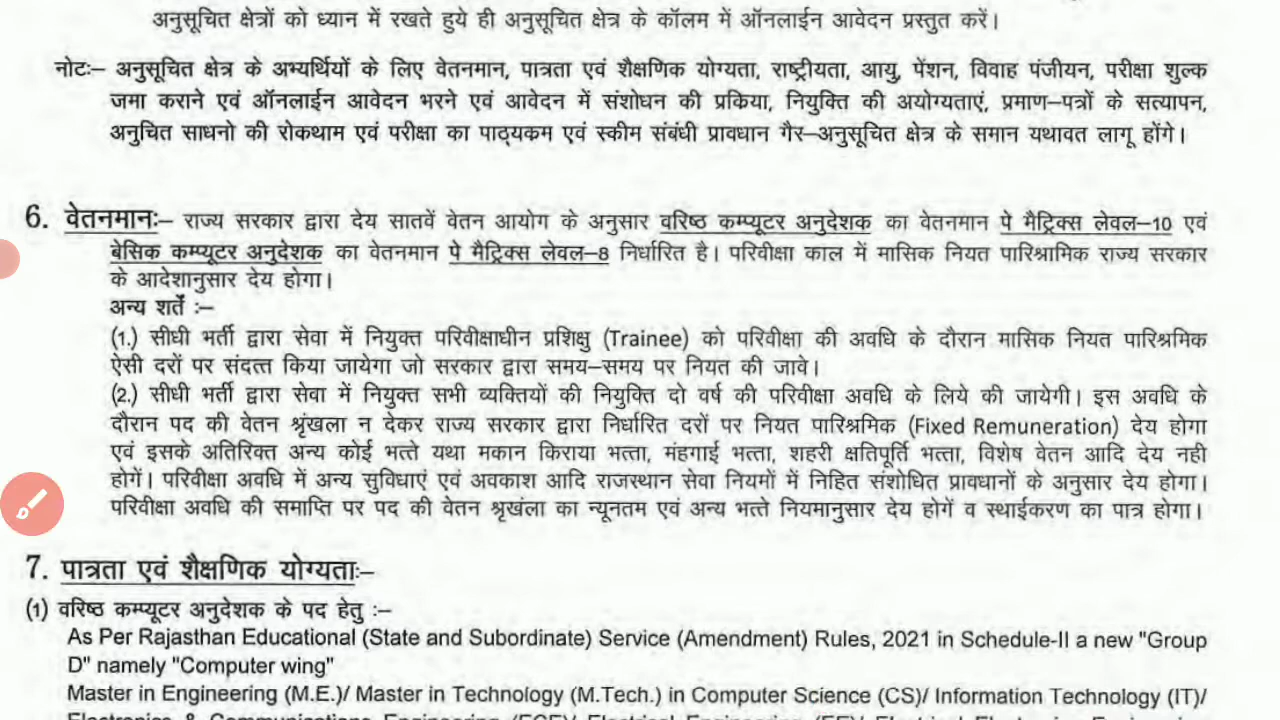 अनुसूचित क्षेत्रों को ध्यान में रखते हुये ही अनुसूचित क्षेत्र के कॉलम में ऑनलाईन आवेदन प्रस्तुत करें।
नोटः– अनुसूचित क्षेत्र के अभ्यर्थियों के लिए वेतनमान, पात्रता एवं शैक्षणिक योग्यता, राष्ट्रीयता, आयु, पेंशन, विवाह पंजीयन, परीक्षा शुल्क
जमा कराने एवं ऑनलाईन आवेदन भरने एवं आवेदन में संशोधन की प्रकिया, नियुक्ति की अयोग्यताएं, प्रमाण–पत्रों के सत्यापन,
अनुचित साधनो की रोकथाम एवं परीक्षा का पाठ्यकम एवं स्कीम संबंधी प्रावधान गैर–अनुसूचित क्षेत्र के समान यथावत लागू होंगे।
6. वेतनमानः– राज्य सरकार द्वारा देय सातवें वेतन आयोग के अनुसार वरिष्ठ कम्प्यूटर अनुदेशक का वेतनमान पे मैट्रिक्स लेवल–10 एवं
बेसिक कम्प्यूटर अनुदेशक का वेतनमान पे मैट्रिक्स लेवल–8 निर्धारित है। परिवीक्षा काल में मासिक नियत पारिश्रामिक राज्य सरकार
के आदेशानुसार देय होगा।
अन्य शर्तें :–
(1.) सीधी भर्ती द्वारा सेवा में नियुक्त परिवीक्षाधीन प्रशिक्षु (Trainee) को परिवीक्षा की अवधि के दौरान मासिक नियत पारिश्रमिक
ऐसी दरों पर संदत्त किया जायेगा जो सरकार द्वारा समय–समय पर नियत की जावे।
(2.) सीधी भर्ती द्वारा सेवा में नियुक्त सभी व्यक्तियों की नियुक्ति दो वर्ष की परिवीक्षा अवधि के लिये की जायेगी। इस अवधि के
दौरान पद की वेतन श्रृंखला न देकर राज्य सरकार द्वारा निर्धारित दरों पर नियत पारिश्रमिक (Fixed Remuneration) देय होगा
एवं इसके अतिरिक्त अन्य कोई भत्ते यथा मकान किराया भत्ता, मंहगाई भत्ता, शहरी क्षतिपूर्ति भत्ता, विशेष वेतन आदि देय नही
होगें। परिवीक्षा अवधि में अन्य सुविधाएं एवं अवकाश आदि राजस्थान सेवा नियमों में निहित संशोधित प्रावधानों के अनुसार देय होगा।
परिवीक्षा अवधि की समाप्ति पर पद की वेतन श्रृखंला का न्यूनतम एवं अन्य भत्ते नियमानुसार देय होगें व स्थाईकरण का पात्र होगा।
7. पात्रता एवं शैक्षणिक योग्यताः–
(1) वरिष्ठ कम्प्यूटर अनुदेशक के पद हेतु :–
As Per Rajasthan Educational (State and Subordinate) Service (Amendment) Rules, 2021 in Schedule-II a new "Group
D" namely "Computer wing"
Master in Engineering (M.E.)/ Master in Technology (M.Tech.) in Computer Science (CS)/ Information Technology (IT)/